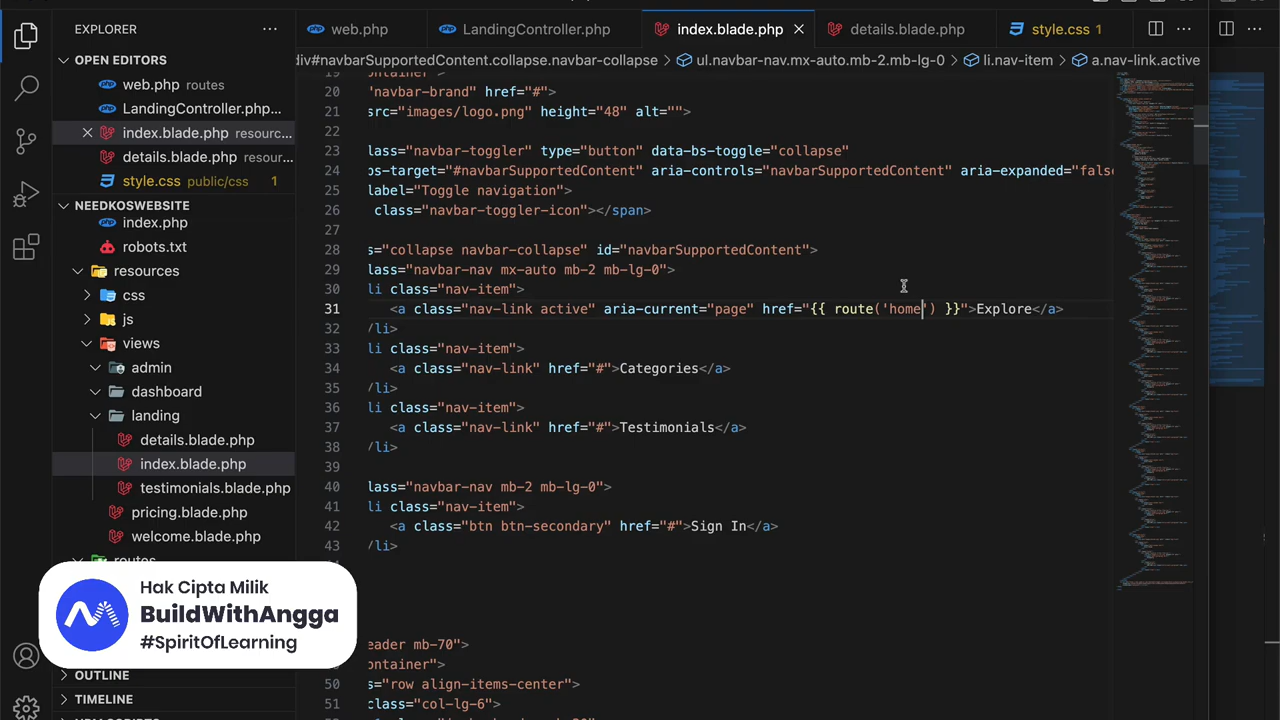 EXPLORER
OPEN EDITORS
web.php routes
LandingController.php...
index.blade.php resourc...
details.blade.php resour...
style.css public/css 1
NEEDKOSWEBSITE
index.php
robots.txt
resources
css
js
views
admin
dashboard
landing
details.blade.php
index.blade.php
testimonials.blade.php
pricing.blade.php
welcome.blade.php
routes
OUTLINE
TIMELINE
web.php
LandingController.php
index.blade.php
details.blade.php
style.css 1
div#navbarSupportedContent.collapse.navbar-collapse > ul.navbar-nav.mx-auto.mb-2.mb-lg-0 > li.nav-item > a.nav-link.active
19 ontainer">
20 "navbar-brand" href="#">
21 src="images/logo.png" height="48" alt="">
22
23 lass="navbar-toggler" type="button" data-bs-toggle="collapse"
24 bs-target="#navbarSupportedContent" aria-controls="navbarSupportedContent" aria-expanded="false
25 label="Toggle navigation">
26 class="navbar-toggler-icon"></span>
27
28 s="collapse navbar-collapse" id="navbarSupportedContent">
29 lass="navbar-nav mx-auto mb-2 mb-lg-0">
30 li class="nav-item">
31 <a class="nav-link active" aria-current="page" href="{{ route('home') }}">Explore</a>
32 /li>
33 li class="nav-item">
34 <a class="nav-link" href="#">Categories</a>
35 /li>
36 li class="nav-item">
37 <a class="nav-link" href="#">Testimonials</a>
38 /li>
39
40 lass="navbar-nav mb-2 mb-lg-0">
41 li class="nav-item">
42 <a class="btn btn-secondary" href="#">Sign In</a>
43 /li>
eader mb-70">
ontainer">
50 s="row align-items-center">
51 class="col-lg-6">
Hak Cipta Milik
BuildWithAngga
#SpiritOfLearning